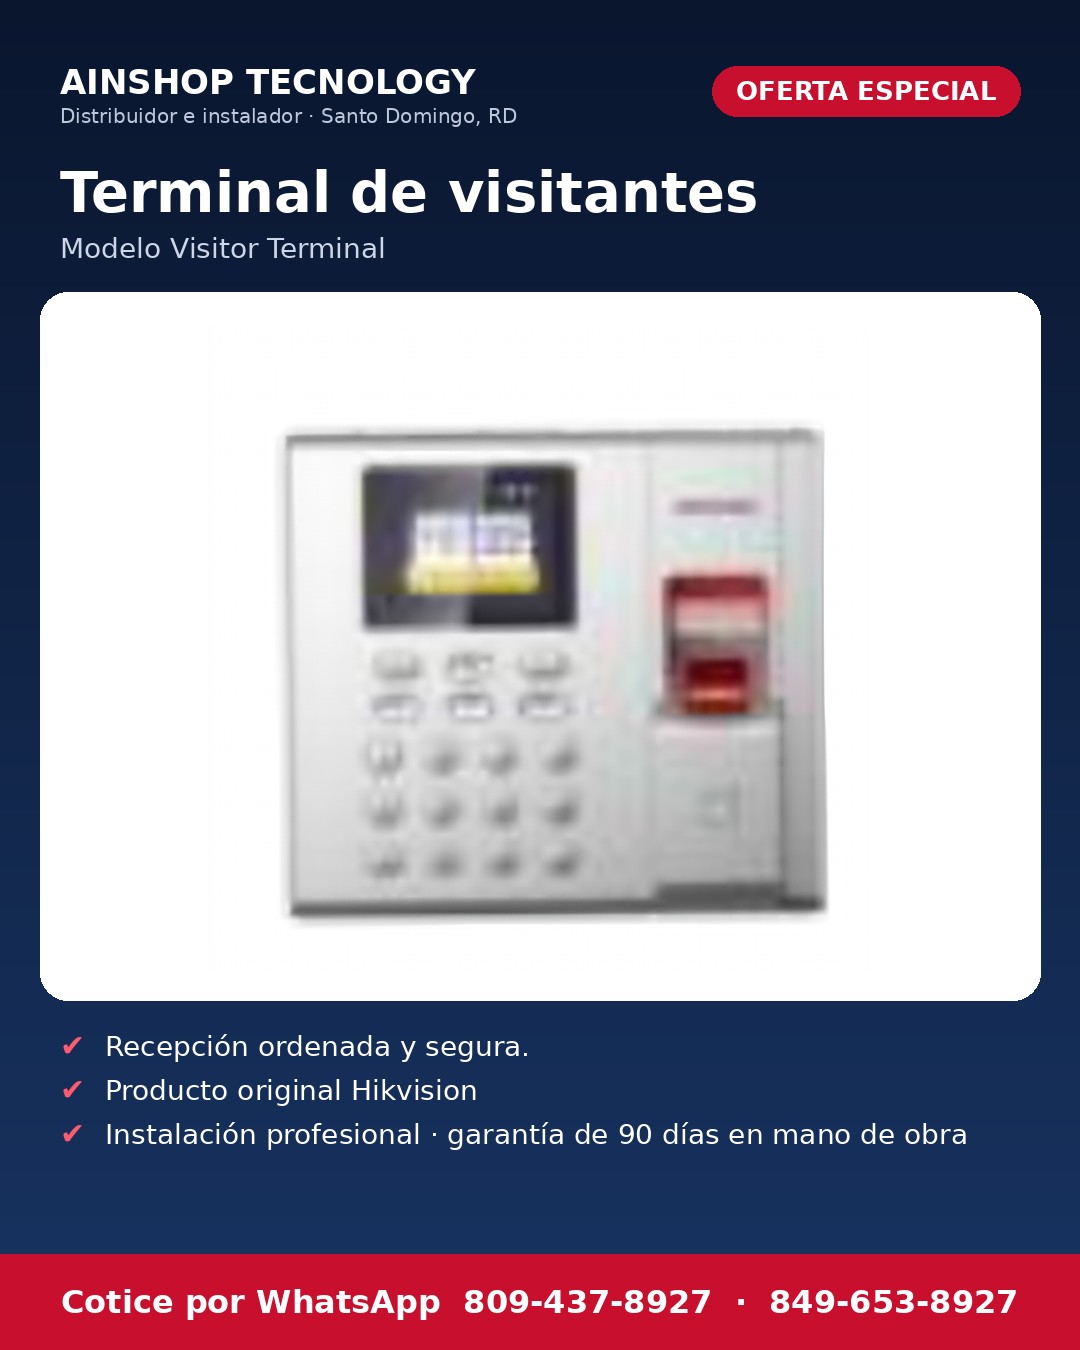 AINSHOP TECNOLOGY
Distribuidor e instalador · Santo Domingo, RD
OFERTA ESPECIAL
Terminal de visitantes
Modelo Visitor Terminal
✔ Recepción ordenada y segura.
✔ Producto original Hikvision
✔ Instalación profesional · garantía de 90 días en mano de obra
Cotice por WhatsApp 809-437-8927 · 849-653-8927